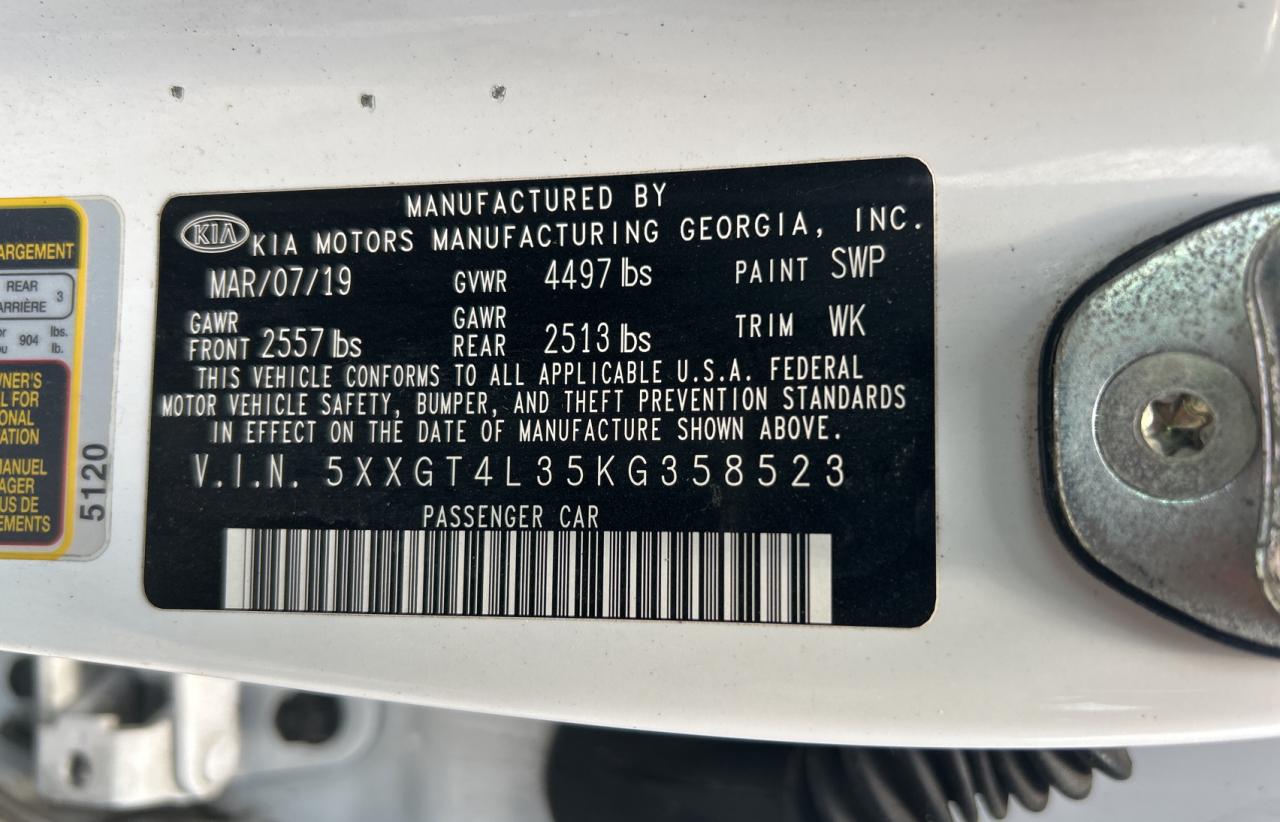 MANUFACTURED BY
KIA KIA MOTORS MANUFACTURING GEORGIA, INC.
MAR/07/19 GVWR 4497 lbs PAINT SWP
GAWR FRONT 2557 lbs GAWR REAR 2513 lbs TRIM WK
THIS VEHICLE CONFORMS TO ALL APPLICABLE U.S.A. FEDERAL
MOTOR VEHICLE SAFETY, BUMPER, AND THEFT PREVENTION STANDARDS
IN EFFECT ON THE DATE OF MANUFACTURE SHOWN ABOVE.
V.I.N. 5XXGT4L35KG358523
PASSENGER CAR
ARGEMENT
REAR
ARRIÈRE 3
904 lbs.
lb.
WNER'S
L FOR
ONAL
ATION
MANUEL
AGER
US DE
EMENTS
5120